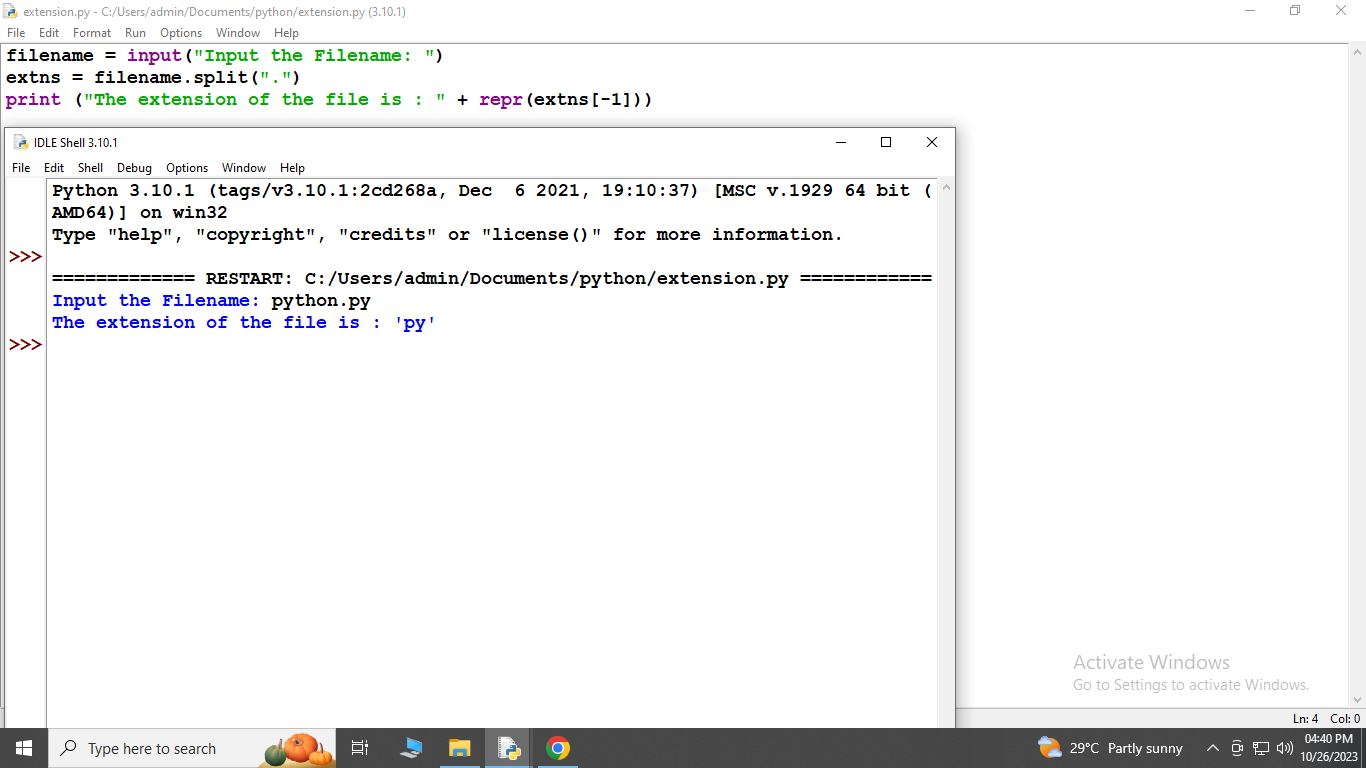 extension.py - C:/Users/admin/Documents/python/extension.py (3.10.1)
File Edit Format Run Options Window Help
filename = input("Input the Filename: ")
extns = filename.split(".")
print ("The extension of the file is : " + repr(extns[-1]))
IDLE Shell 3.10.1
File Edit Shell Debug Options Window Help
Python 3.10.1 (tags/v3.10.1:2cd268a, Dec  6 2021, 19:10:37) [MSC v.1929 64 bit (
AMD64)] on win32
Type "help", "copyright", "credits" or "license()" for more information.
>>>
============= RESTART: C:/Users/admin/Documents/python/extension.py ============
Input the Filename: python.py
The extension of the file is : 'py'
>>>
Activate Windows
Go to Settings to activate Windows.
Ln: 4 Col: 0
Type here to search
29°C Partly sunny
04:40 PM
10/26/2023